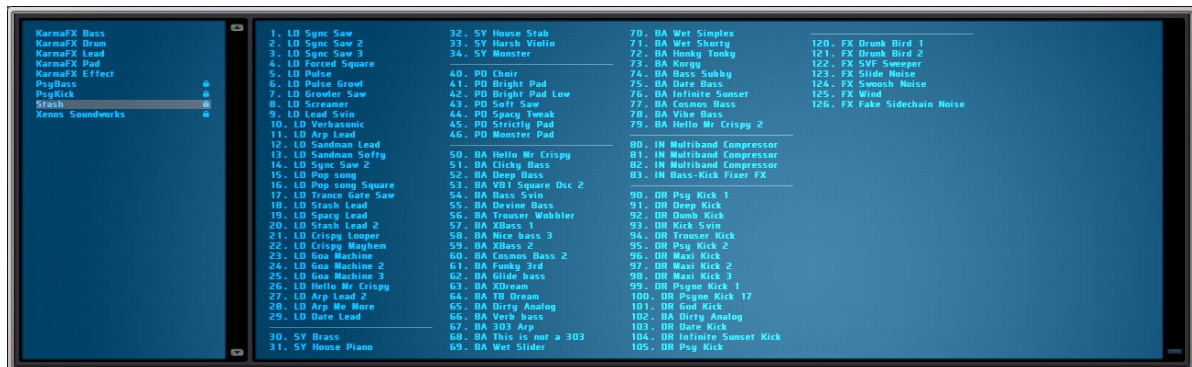 KarmaFX Bass
KarmaFX Drum
KarmaFX Lead
KarmaFX Pad
KarmaFX Effect
PsyBass
PsyKick
Stash
Xenos Soundworks
1. LD Sync Saw
2. LD Sync Saw 2
3. LD Sync Saw 3
4. LD Forced Square
5. LD Pulse
6. LD Pulse Growl
7. LD Growler Saw
8. LD Screamer
9. LD Lead Svin
10. LD Verbasonic
11. LD Arp Lead
12. LD Sandman Lead
13. LD Sandman Softy
14. LD Sync Saw 2
15. LD Pop song
16. LD Pop song Square
17. LD Trance Gate Saw
18. LD Stash Lead
19. LD Spacy Lead
20. LD Stash Lead 2
21. LD Crispy Looper
22. LD Crispy Mayhem
23. LD Goa Machine
24. LD Goa Machine 2
25. LD Goa Machine 3
26. LD Hello Mr Crispy
27. LD Arp Lead 2
28. LD Arp Me More
29. LD Date Lead
30. SY Brass
31. SY House Piano
32. SY House Stab
33. SY Harsh Violin
34. SY Monster
40. PD Choir
41. PD Bright Pad
42. PD Bright Pad Low
43. PD Soft Saw
44. PD Spacy Tweak
45. PD Strictly Pad
46. PD Monster Pad
50. BA Hello Mr Crispy
51. BA Clicky Bass
52. BA Deep Bass
53. BA VB1 Square Osc 2
54. BA Bass Svin
55. BA Devine Bass
56. BA Trouser Wobbler
57. BA XBass 1
58. BA Nice bass 3
59. BA XBass 2
60. BA Cosmos Bass 2
61. BA Funky 3rd
62. BA Glide bass
63. BA XDream
64. BA TB Dream
65. BA Dirty Analog
66. BA Verb bass
67. BA 303 Arp
68. BA This is not a 303
69. BA Wet Slider
70. BA Wet Simplex
71. BA Wet Shorty
72. BA Honky Tonky
73. BA Korgy
74. BA Bass Subby
75. BA Date Bass
76. BA Infinite Sunset
77. BA Cosmos Bass
78. BA Vibe Bass
79. BA Hello Mr Crispy 2
80. IN Multiband Compressor
81. IN Multiband Compressor
82. IN Multiband Compressor
83. IN Bass-Kick Fixer FX
90. DR Psy Kick 1
91. DR Deep Kick
92. DR Dumb Kick
93. DR Kick Svin
94. DR Trouser Kick
95. DR Psy Kick 2
96. DR Maxi Kick
97. DR Maxi Kick 2
98. DR Maxi Kick 3
99. DR Psyne Kick 1
100. DR Psyne Kick 17
101. DR God Kick
102. BA Dirty Analog
103. DR Date Kick
104. DR Infinite Sunset Kick
105. DR Psy Kick
120. FX Drunk Bird 1
121. FX Drunk Bird 2
122. FX SVF Sweeper
123. FX Slide Noise
124. FX Swoosh Noise
125. FX Wind
126. FX Fake Sidechain Noise